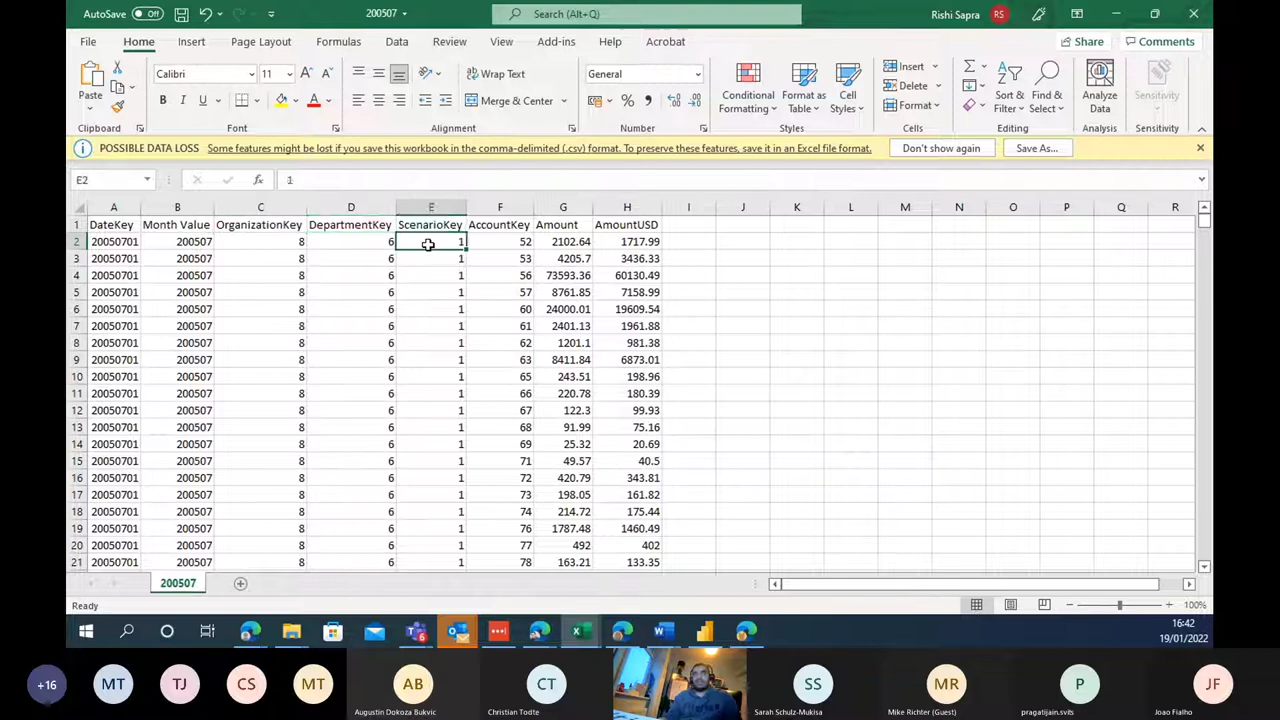 AutoSave Off 200507 Search (Alt+Q) Rishi Sapra RS
File Home Insert Page Layout Formulas Data Review View Add-ins Help Acrobat Share Comments
Paste Calibri 11 Wrap Text General Conditional Formatting Format as Table Cell Styles Insert Sort & Filter Find & Select Analyze Data Sensitivity
B I U Merge & Center Delete
Format
Clipboard Font Alignment Number Styles Cells Editing Analysis Sensitivity
POSSIBLE DATA LOSS Some features might be lost if you save this workbook in the comma-delimited (.csv) format. To preserve these features, save it in an Excel file format. Don't show again Save As...
E2 fx 1
A B C D E F G H I J K L M N O P Q R
1 DateKey Month Value OrganizationKey DepartmentKey ScenarioKey AccountKey Amount AmountUSD
2 20050701 200507 8 6 1 52 2102.64 1717.99
3 20050701 200507 8 6 1 53 4205.7 3436.33
4 20050701 200507 8 6 1 56 73593.36 60130.49
5 20050701 200507 8 6 1 57 8761.85 7158.99
6 20050701 200507 8 6 1 60 24000.01 19609.54
7 20050701 200507 8 6 1 61 2401.13 1961.88
8 20050701 200507 8 6 1 62 1201.1 981.38
9 20050701 200507 8 6 1 63 8411.84 6873.01
10 20050701 200507 8 6 1 65 243.51 198.96
11 20050701 200507 8 6 1 66 220.78 180.39
12 20050701 200507 8 6 1 67 122.3 99.93
13 20050701 200507 8 6 1 68 91.99 75.16
14 20050701 200507 8 6 1 69 25.32 20.69
15 20050701 200507 8 6 1 71 49.57 40.5
16 20050701 200507 8 6 1 72 420.79 343.81
17 20050701 200507 8 6 1 73 198.05 161.82
18 20050701 200507 8 6 1 74 214.72 175.44
19 20050701 200507 8 6 1 76 1787.48 1460.49
20 20050701 200507 8 6 1 77 492 402
21 20050701 200507 8 6 1 78 163.21 133.35
200507
Ready 100%
16:42
19/01/2022
+16 MT TJ CS MT AB CT SS MR P JF
Augustin Dokoza Bukvic Christian Todte Sarah Schulz-Mukisa Mike Richter (Guest) pragatijain.svits Joao Fialho